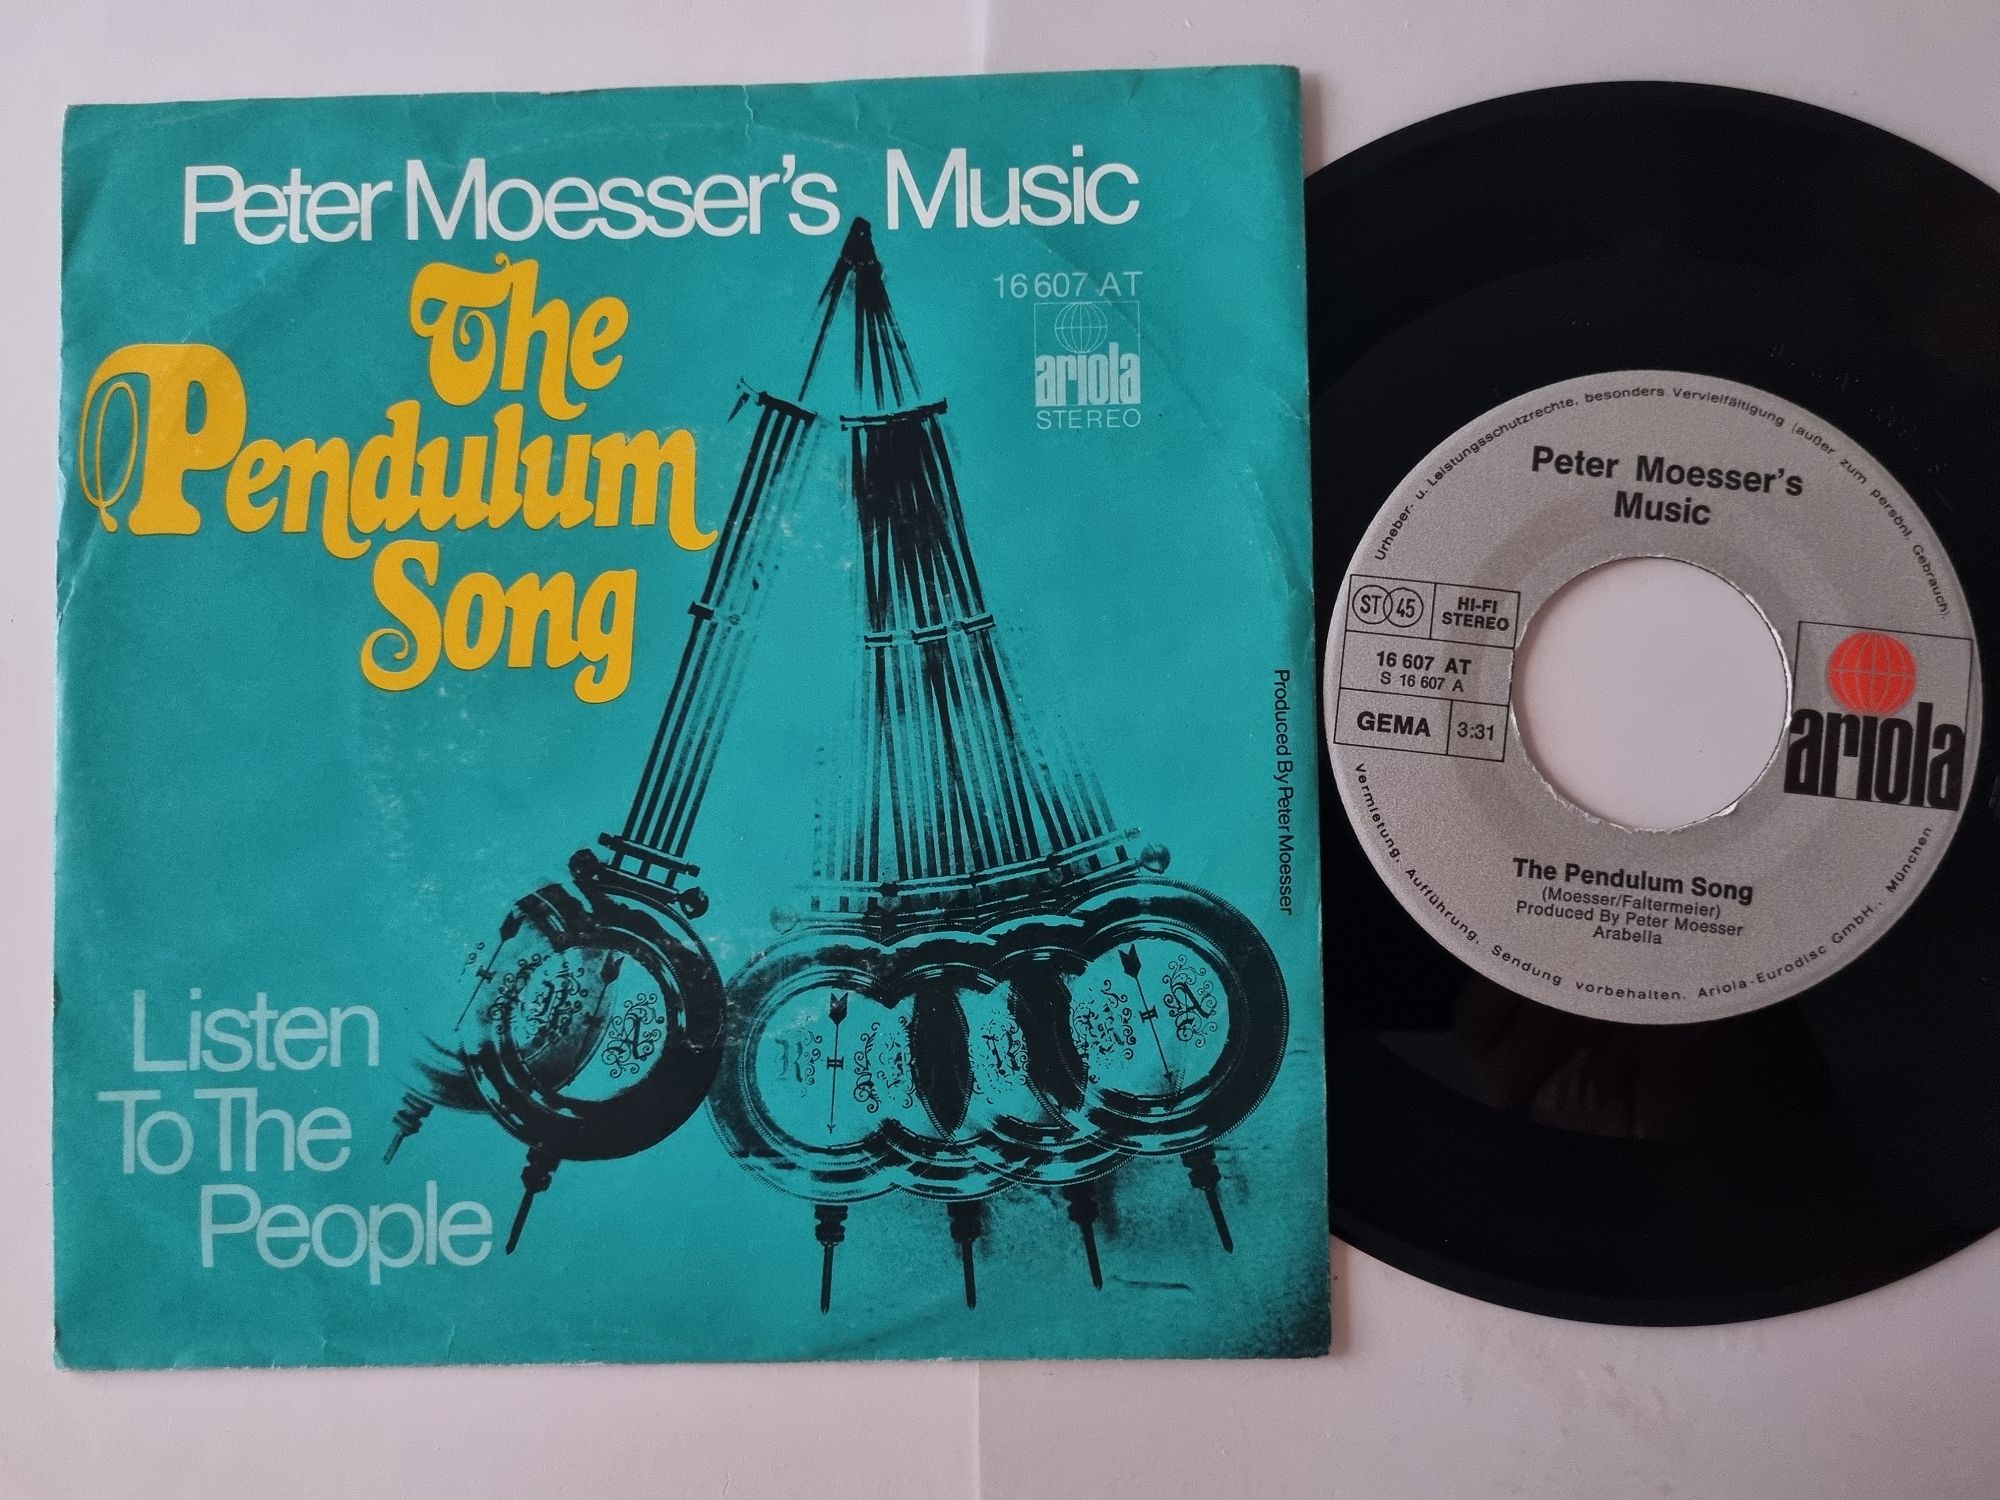 Peter Moesser's Music
The
Pendulum
Song
16 607 AT
ariola
STEREO
Produced By Peter Moesser
Listen
To The
People
Urheber- u. Leistungsschutzrechte, besonders Vervielfältigung (außer zum persönl. Gebrauch),
Peter Moesser's
Music
ST 45
HI-FI
STEREO
16 607 AT
S 16 607 A
GEMA
3:31
ariola
The Pendulum Song
(Moesser/Faltermeier)
Produced By Peter Moesser
Arabella
Vermietung, Aufführung, Sendung vorbehalten. Ariola-Eurodisc GmbH., München